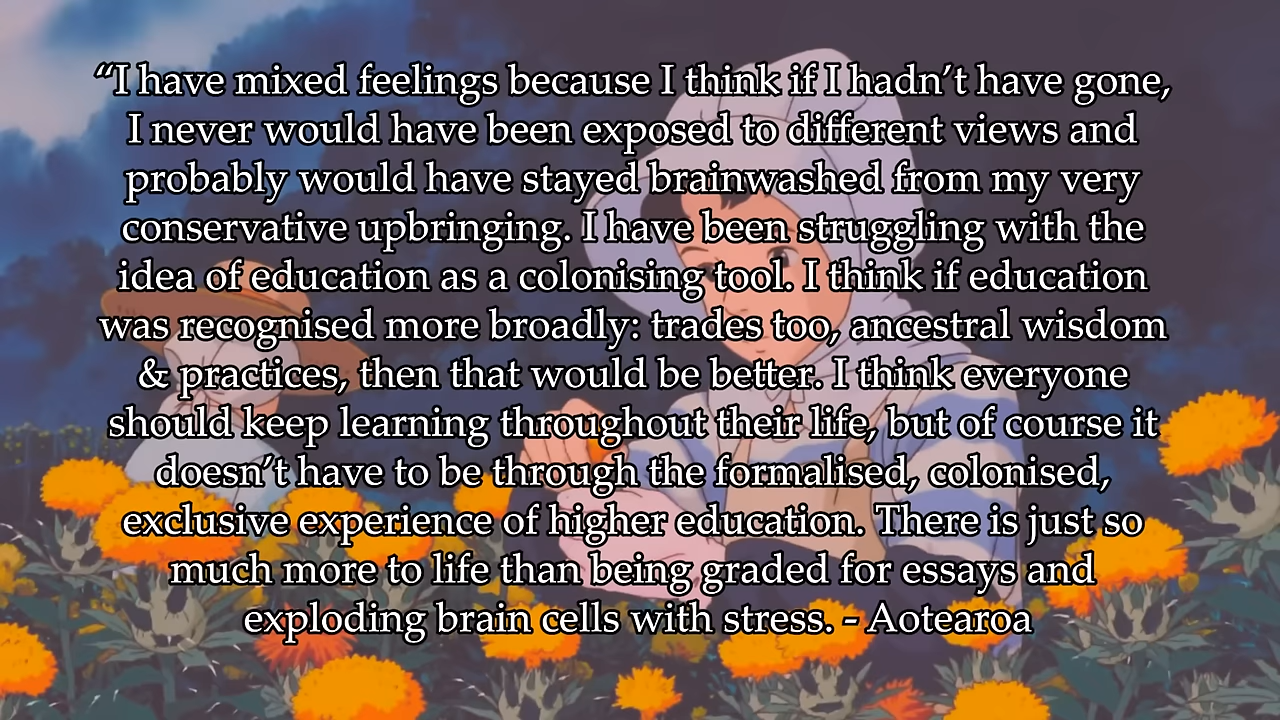 “I have mixed feelings because I think if I hadn’t have gone,
I never would have been exposed to different views and
probably would have stayed brainwashed from my very
conservative upbringing. I have been struggling with the
idea of education as a colonising tool. I think if education
was recognised more broadly: trades too, ancestral wisdom
& practices, then that would be better. I think everyone
should keep learning throughout their life, but of course it
doesn’t have to be through the formalised, colonised,
exclusive experience of higher education. There is just so
much more to life than being graded for essays and
exploding brain cells with stress. - Aotearoa